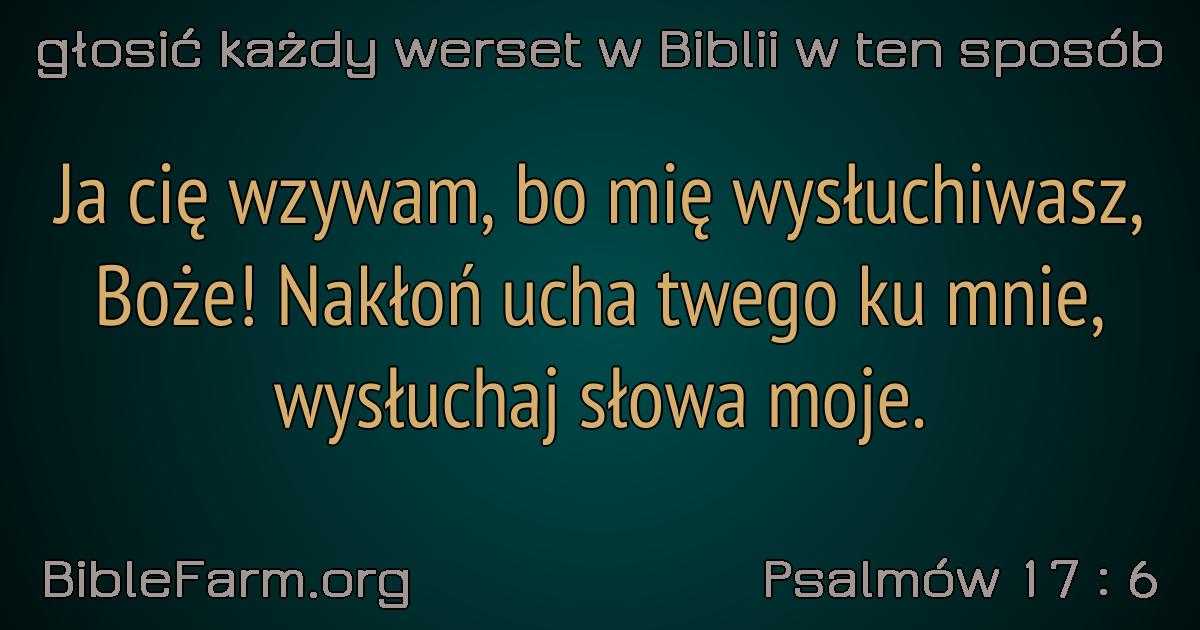 głosić każdy werset w Biblii w ten sposób
Ja cię wzywam, bo mię wysłuchiwasz,
Boże! Nakłoń ucha twego ku mnie,
wysłuchaj słowa moje.
BibleFarm.org
Psalmów 17 : 6